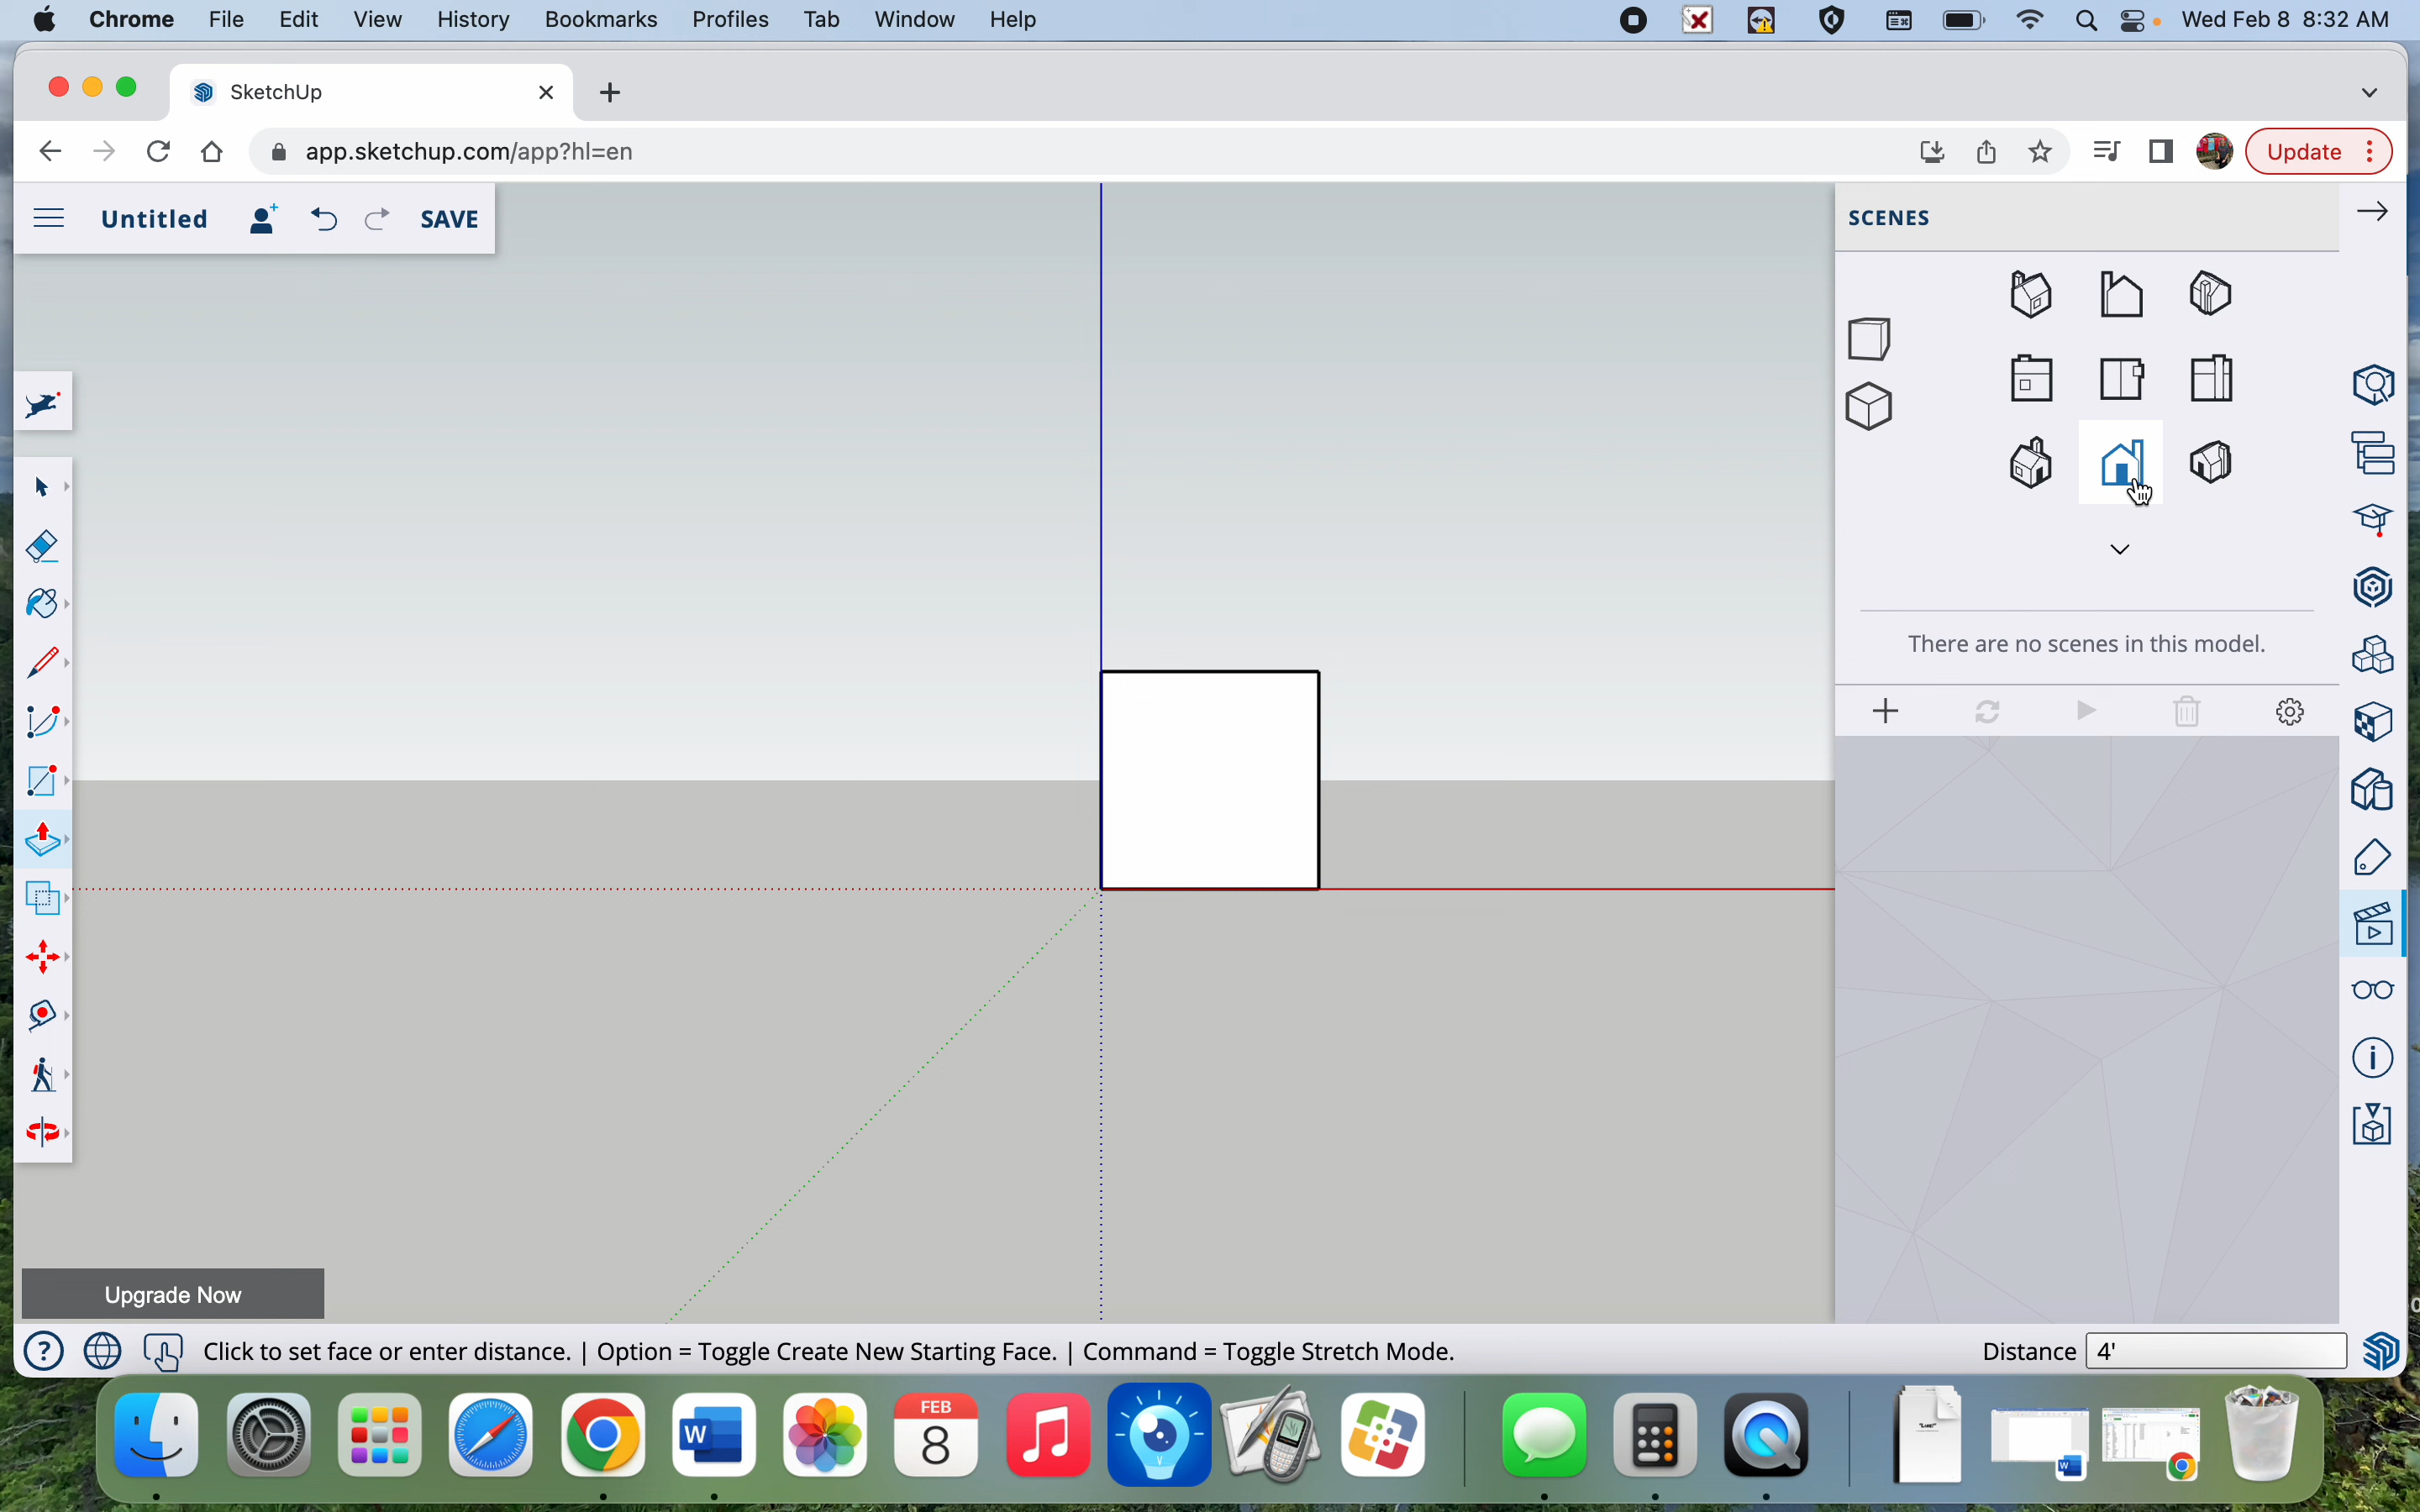 Chrome File Edit View History Bookmarks Profiles Tab Window Help Wed Feb 8 8:32 AM
SketchUp
app.sketchup.com/app?hl=en Update
Untitled SAVE
SCENES
There are no scenes in this model.
Upgrade Now
Click to set face or enter distance. | Option = Toggle Create New Starting Face. | Command = Toggle Stretch Mode. Distance 4'
FEB
8
W
V
W